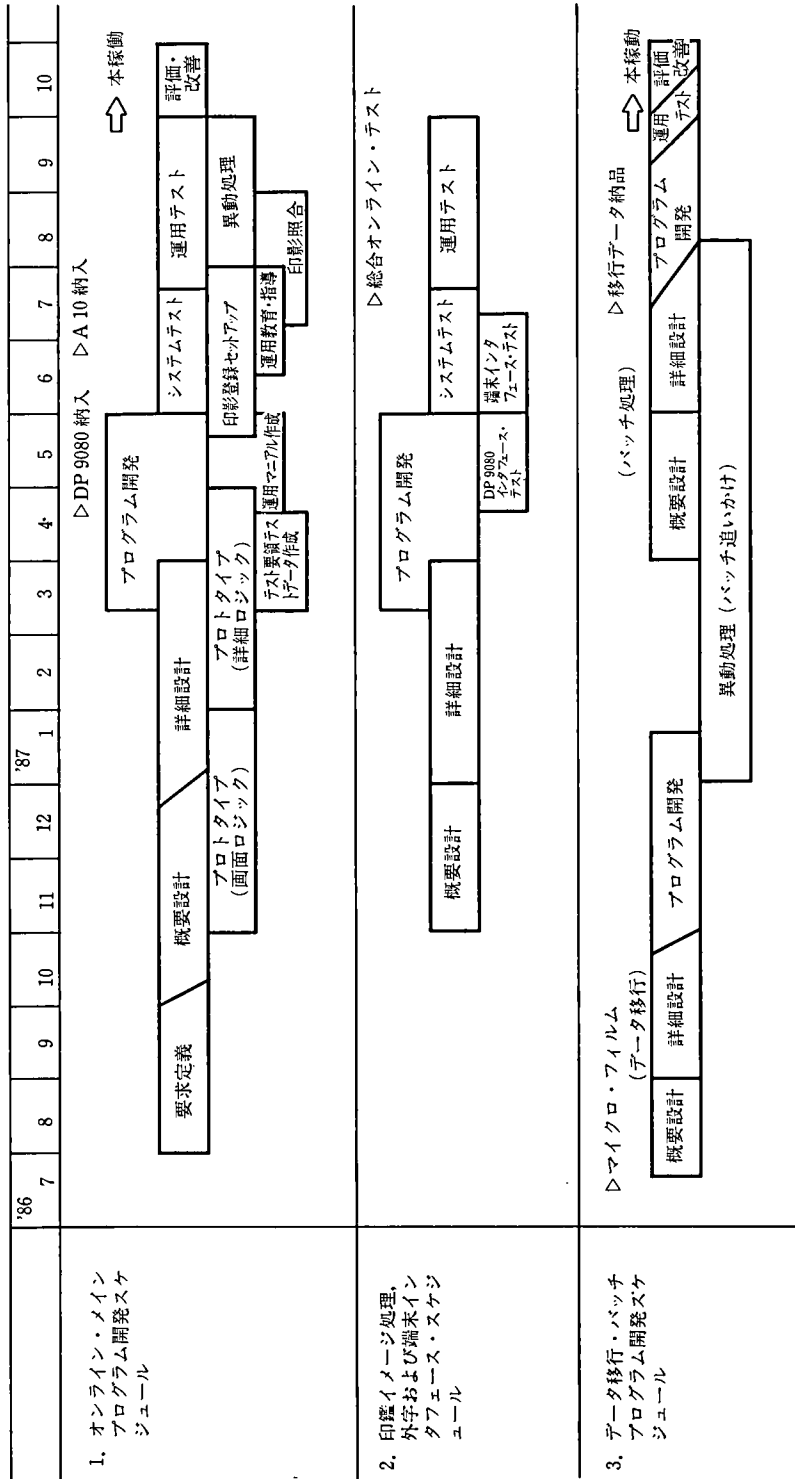 '86 '87
7 8 9 10 11 12 1 2 3 4 5 6 7 8 9 10
1. オンライン・メイン
プログラム開発スケ
ジュール
▷DP 9080 納入
▷A 10 納入
⇨ 本稼働
プログラム開発
要求定義
概要設計
詳細設計
システムテスト
運用テスト
評価・
改善
プロトタイプ
(画面ロジック)
プロトタイプ
(詳細ロジック)
印影登録セットアップ
異動処理
テスト要領テス
トデータ作成
運用マニアル作成
運用教育・指導
印影照合
2. 印鑑イメージ処理,
外字および端末イン
タフェース・スケジ
ュール
▷総合オンライン・テスト
プログラム開発
概要設計
詳細設計
システムテスト
運用テスト
DP 9080
インタフェース・
テスト
端末インタ
フェース・テスト
3. データ移行・バッチ
プログラム開発スケ
ジュール
▷マイクロ・フィルム
(データ移行)
(バッチ処理)
▷移行データ納品
⇨ 本稼動
概要設計
詳細設計
プログラム開発
概要設計
詳細設計
プログラム
開発
運用
テスト
評価
改善
異動処理 (バッチ追いかけ)